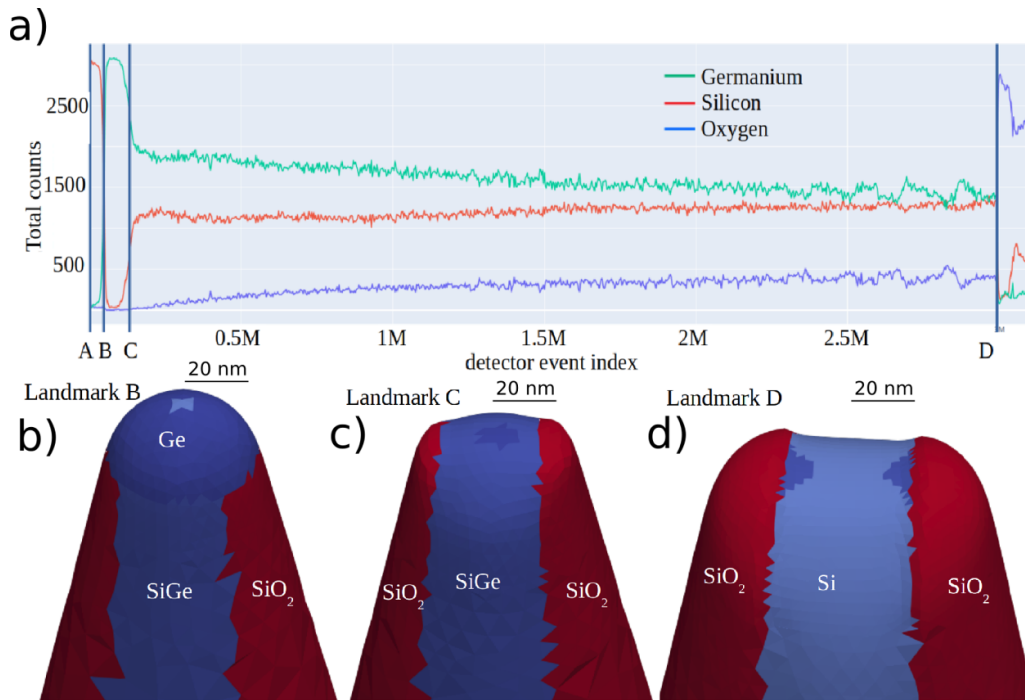 a)
Total counts
2500
1500
500
Germanium
Silicon
Oxygen
A B C 0.5M 1M 1.5M 2M 2.5M D
M
detector event index
Landmark B 20 nm
b)
Ge
SiGe
SiO2
Landmark C 20 nm
c)
SiO2
SiGe
SiO2
Landmark D 20 nm
d)
SiO2
Si
SiO2